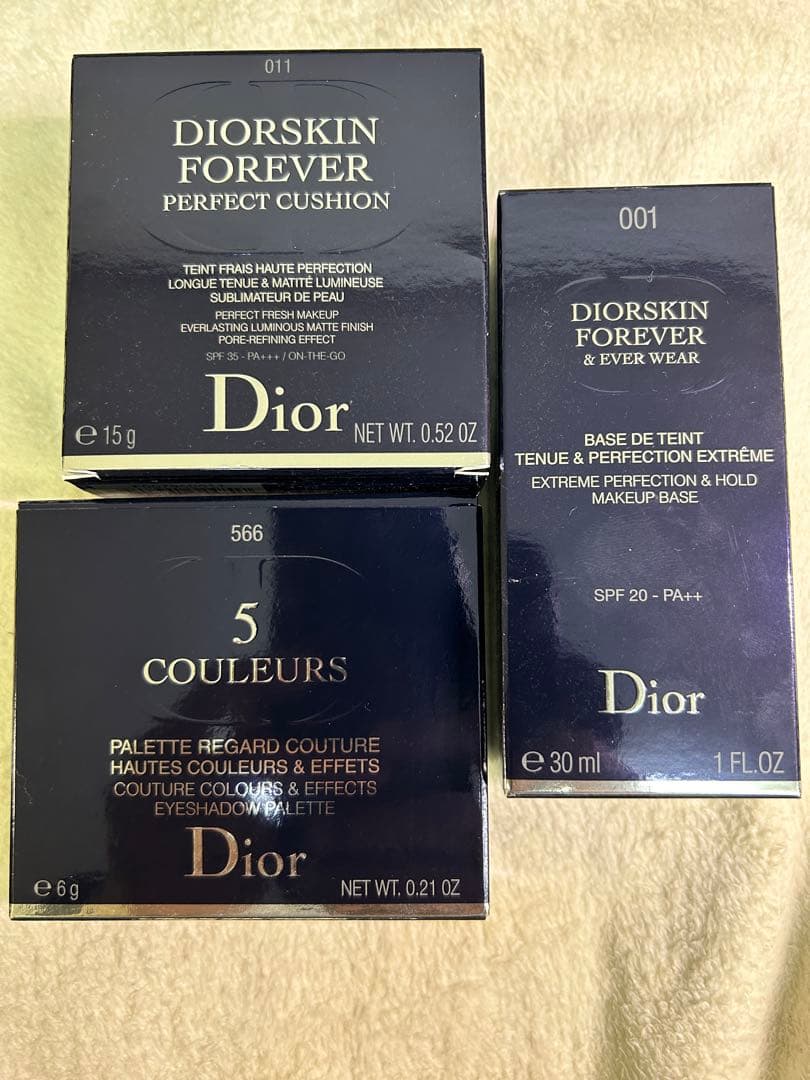 011
DIORSKIN
FOREVER
PERFECT CUSHION
TEINT FRAIS HAUTE PERFECTION
LONGUE TENUE & MATITÉ LUMINEUSE
SUBLIMATEUR DE PEAU
PERFECT FRESH MAKEUP
EVERLASTING LUMINOUS MATTE FINISH
PORE-REFINING EFFECT
SPF 35 - PA+++ / ON-THE-GO
Dior
℮ 15 g
NET WT. 0.52 OZ
001
DIORSKIN
FOREVER
& EVER WEAR
BASE DE TEINT
TENUE & PERFECTION EXTRÊME
EXTREME PERFECTION & HOLD
MAKEUP BASE
SPF 20 - PA++
Dior
℮ 30 ml
1 FL.OZ
566
5
COULEURS
PALETTE REGARD COUTURE
HAUTES COULEURS & EFFETS
COUTURE COLOURS & EFFECTS
EYESHADOW PALETTE
Dior
℮ 6 g
NET WT. 0.21 OZ